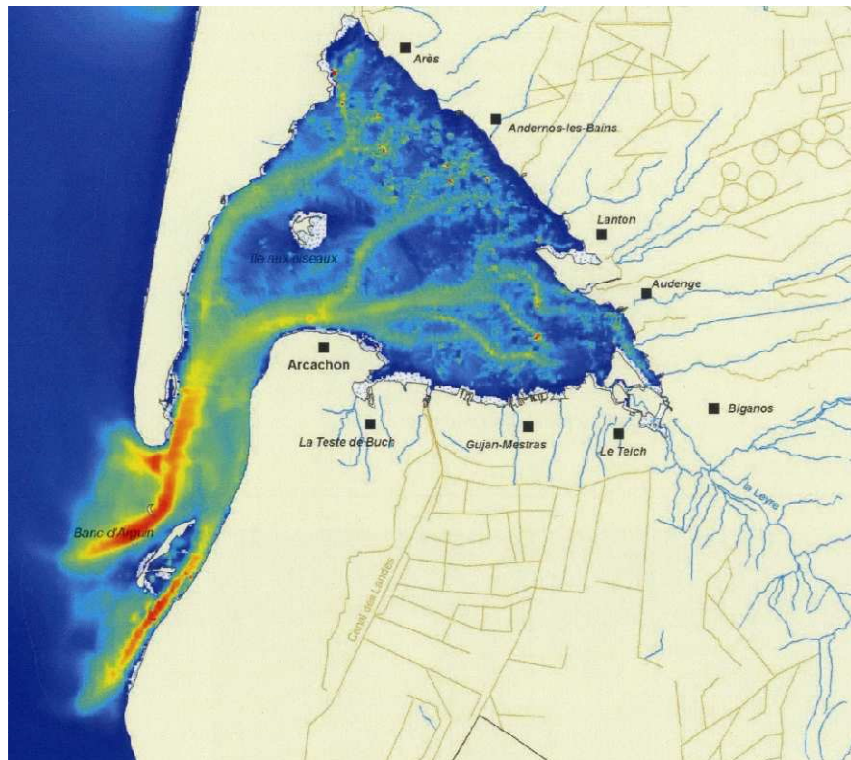 Arès
Andernos-les-Bains
Lanton
île aux oiseaux
Audenge
Arcachon
Biganos
La Teste de Buch
Gujan-Mestras
Le Teich
la Leyre
Banc d'Arguin
Canal des Landes